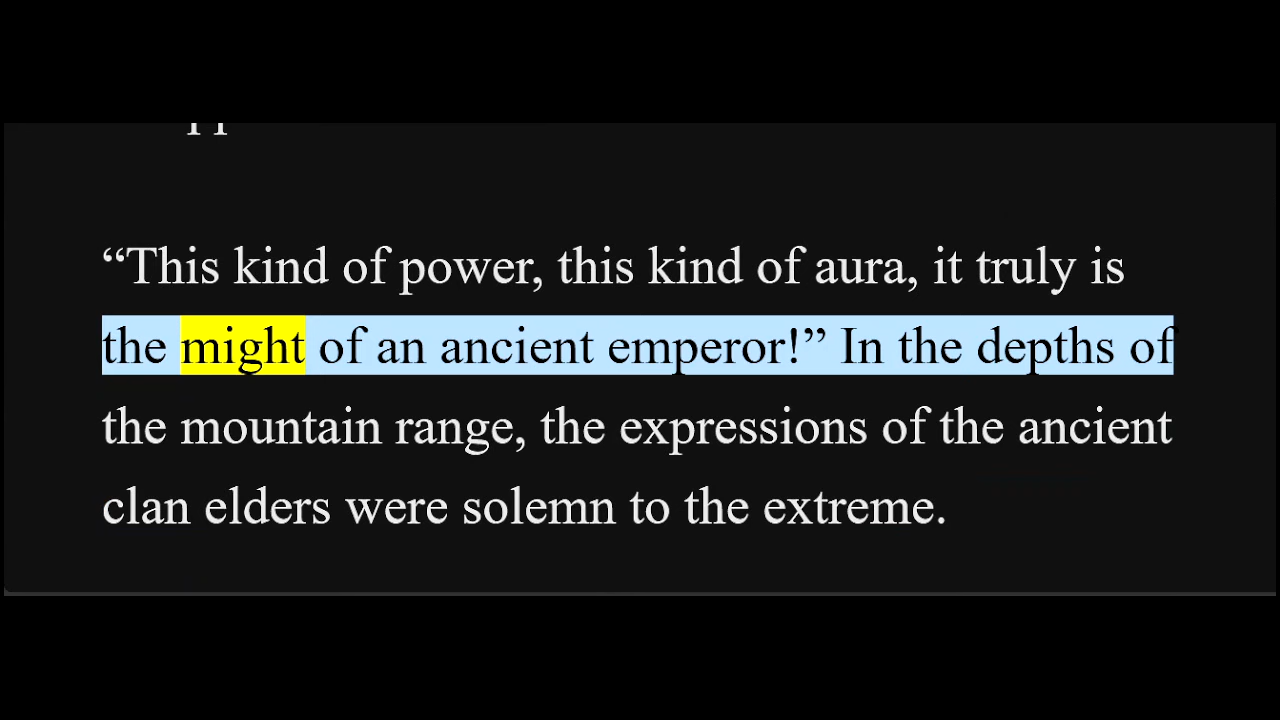 “This kind of power, this kind of aura, it truly is
the might of an ancient emperor!” In the depths of
the mountain range, the expressions of the ancient
clan elders were solemn to the extreme.